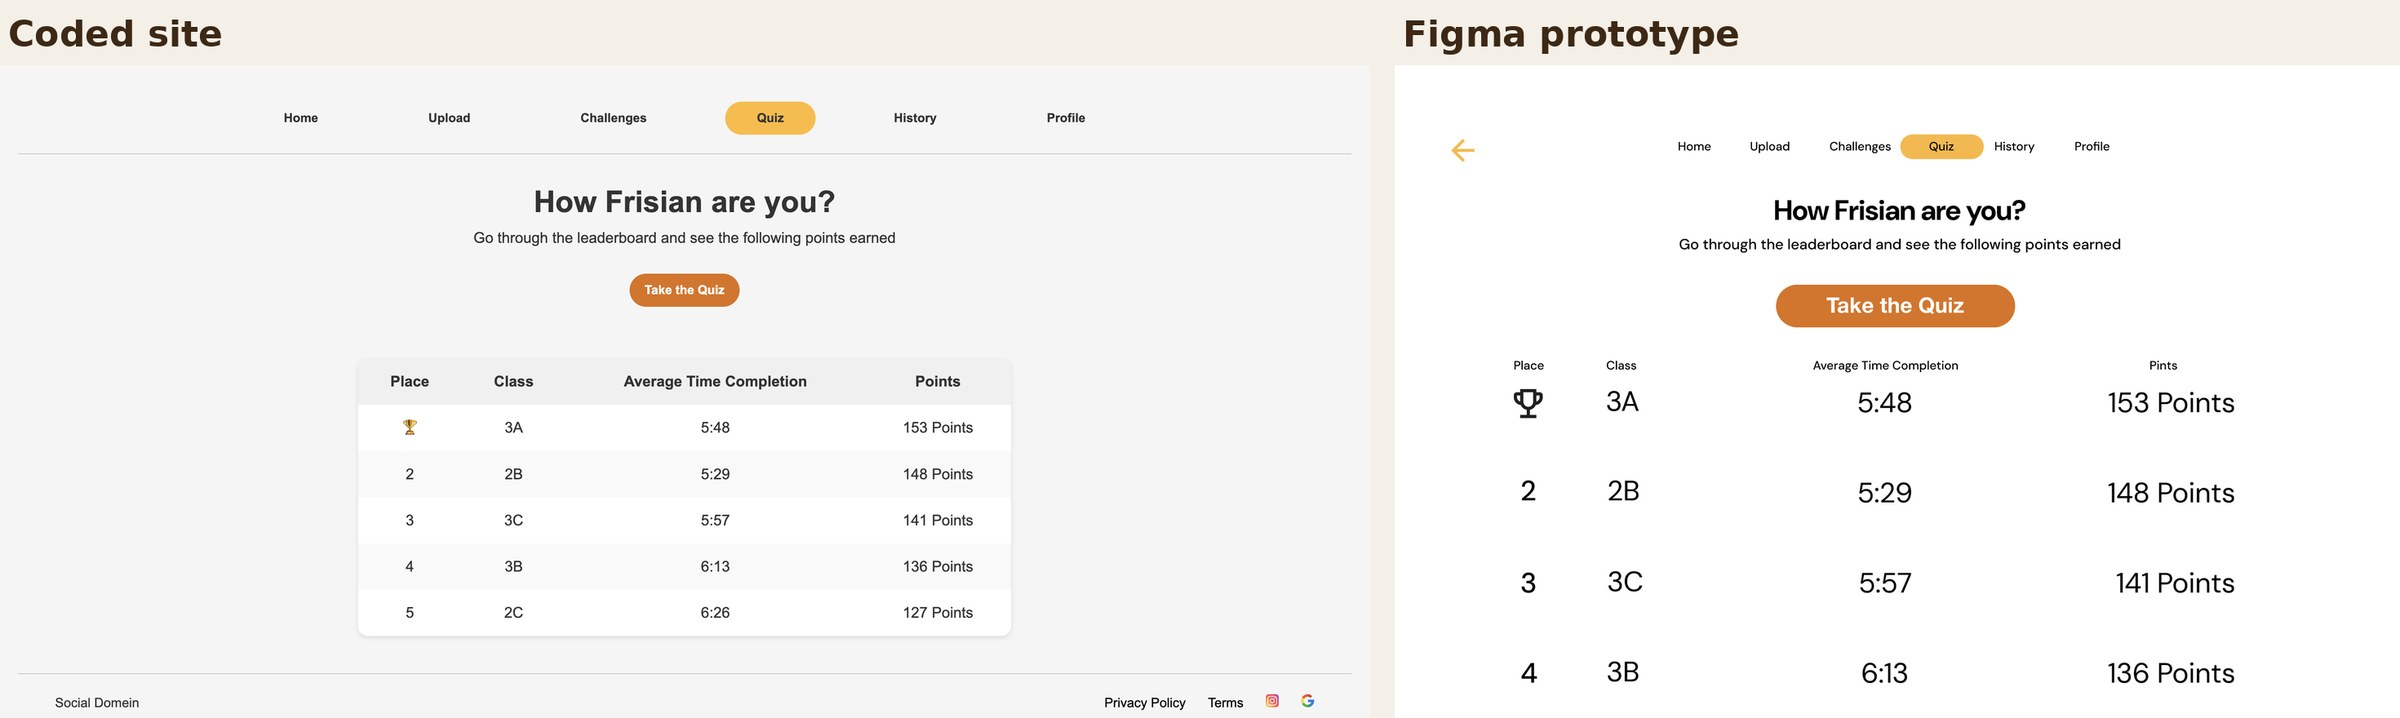 Coded site
Home Upload Challenges Quiz History Profile
How Frisian are you?
Go through the leaderboard and see the following points earned
Take the Quiz
Place Class Average Time Completion Points
3A 5:48 153 Points
2 2B 5:29 148 Points
3 3C 5:57 141 Points
4 3B 6:13 136 Points
5 2C 6:26 127 Points
Social Domein
Privacy Policy Terms
Figma prototype
Home Upload Challenges Quiz History Profile
How Frisian are you?
Go through the leaderboard and see the following points earned
Take the Quiz
Place Class Average Time Completion Pints
3A 5:48 153 Points
2 2B 5:29 148 Points
3 3C 5:57 141 Points
4 3B 6:13 136 Points